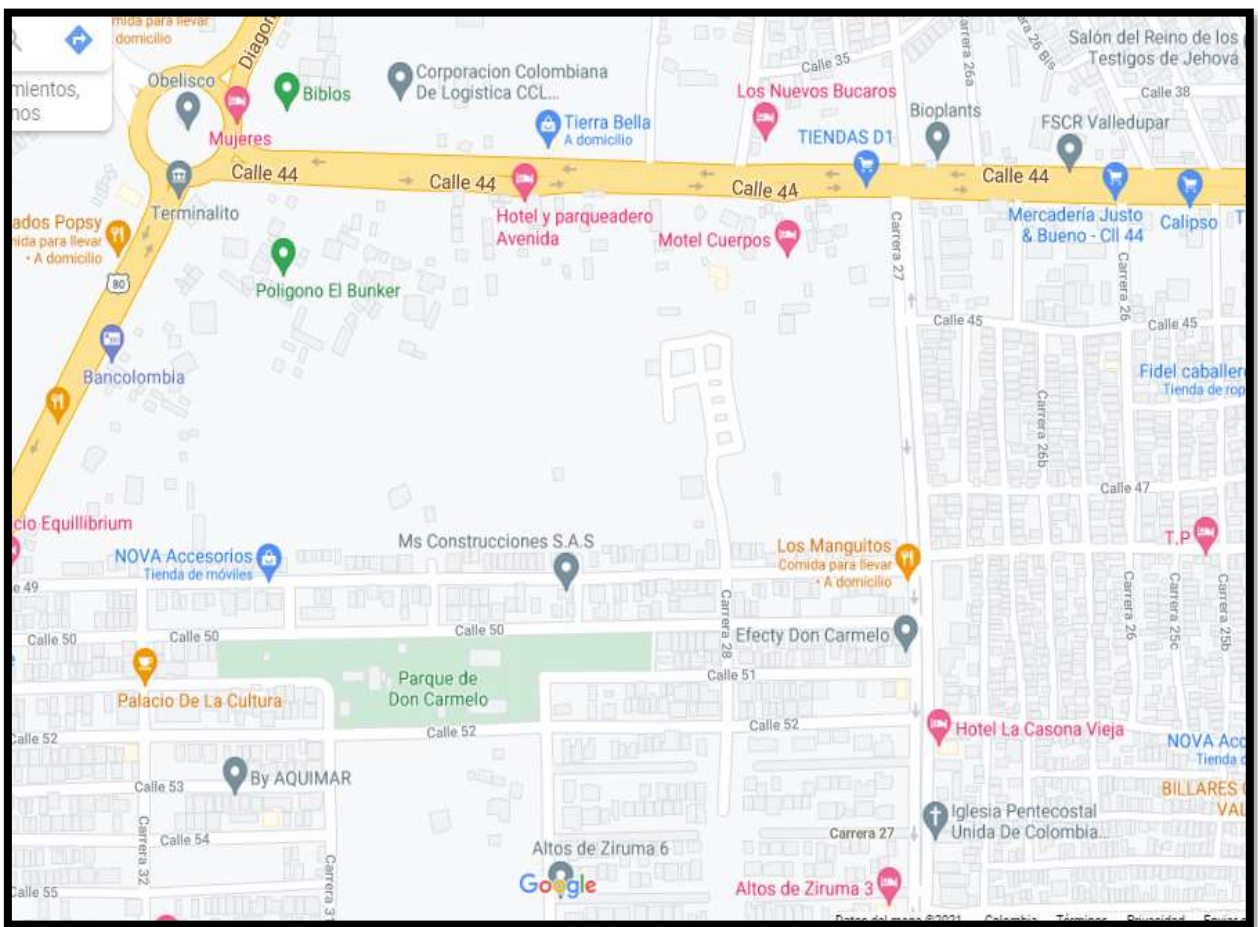 mida para llevar
domicilio
Diagon
Obelisco
mientos,
nos
Biblos
Mujeres
Corporacion Colombiana
De Logistica CCL...
Tierra Bella
A domicilio
Calle 35
Los Nuevos Bucaros
TIENDAS D1
Bioplants
Carrera 26a
Carrera 26 Bis
Salón del Reino de los
Testigos de Jehová
Calle 38
FSCR Valledupar
Calle 44
Calle 44
Calle 44
Calle 44
Terminalito
ados Popsy
mida para llevar
• A domicilio
80
Hotel y parqueadero
Avenida
Motel Cuerpos
Mercadería Justo
& Bueno - Cll 44
Calipso
T
Carrera 27
Carrera 26
Poligono El Bunker
Calle 45
Calle 45
Bancolombia
Fidel caballer
Tienda de rop
Carrera 26b
Calle 47
cio Equillibrium
T.P
NOVA Accesorios
Tienda de móviles
Ms Construcciones S.A.S
Los Manguitos
Comida para llevar
• A domicilio
e 49
Carrera 28
Carrera 26
Carrera 25c
Carrera 25b
Calle 50
Calle 50
Calle 50
Efecty Don Carmelo
Parque de
Don Carmelo
Calle 51
Palacio De La Cultura
Calle 52
Calle 52
Calle 52
Hotel La Casona Vieja
NOVA Acc
Tienda d
By AQUIMAR
Calle 53
BILLARES
VAL
Iglesia Pentecostal
Unida De Colombia...
Carrera 27
Calle 54
Carrera 32
Carrera 31
Altos de Ziruma 6
Google
Altos de Ziruma 3
Calle 55
Datos del mapa ©2021 Colombia Términos Privacidad Enviar